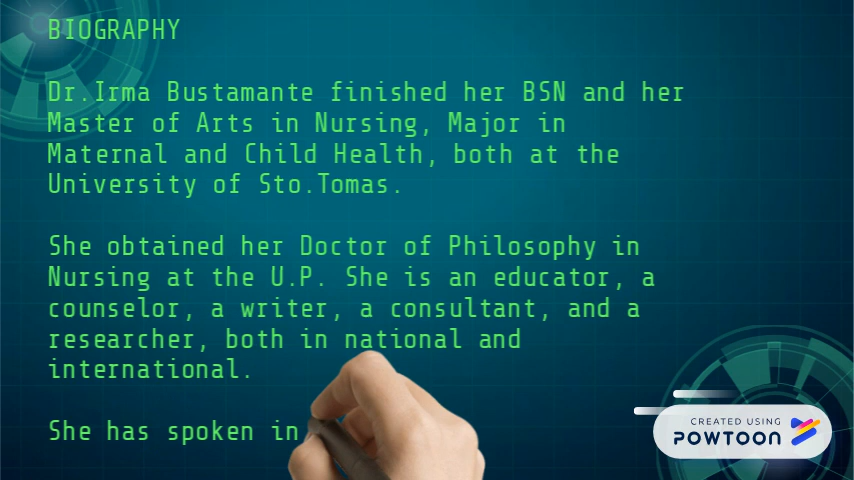 BIOGRAPHY
Dr.Irma Bustamante finished her BSN and her
Master of Arts in Nursing, Major in
Maternal and Child Health, both at the
University of Sto.Tomas.
She obtained her Doctor of Philosophy in
Nursing at the U.P. She is an educator, a
counselor, a writer, a consultant, and a
researcher, both in national and
international.
She has spoken in
CREATED USING
POWTOON